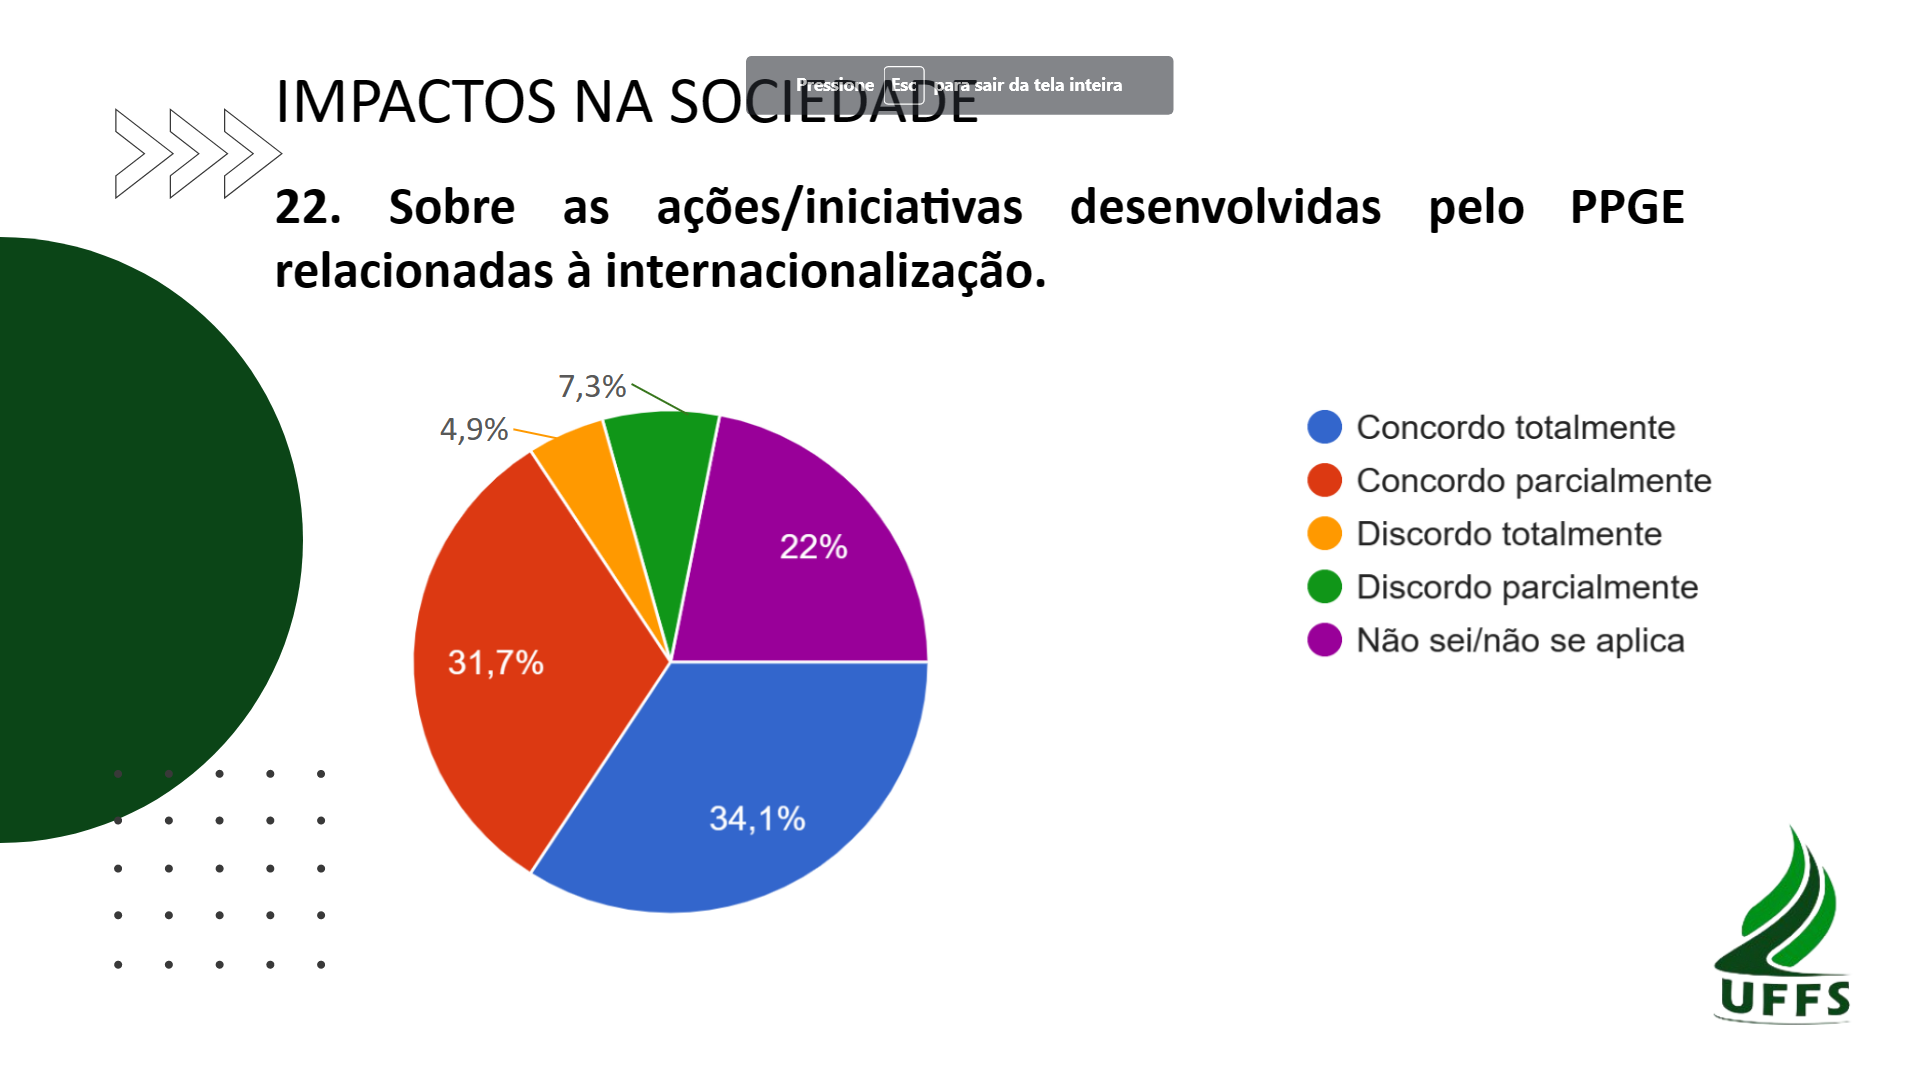 IMPACTOS NA SOCIEDADE
Pressione Esc para sair da tela inteira
22. Sobre as ações/iniciativas desenvolvidas pelo PPGE
relacionadas à internacionalização.
7,3%
4,9%
22%
31,7%
34,1%
Concordo totalmente
Concordo parcialmente
Discordo totalmente
Discordo parcialmente
Não sei/não se aplica
UFFS